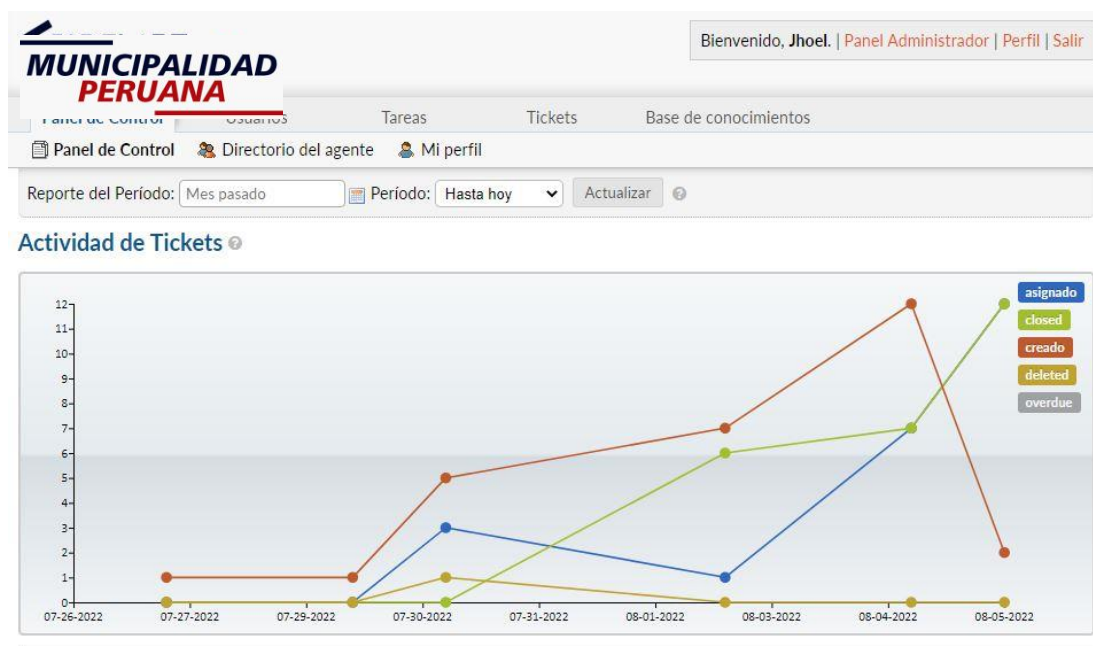 MUNICIPALIDAD
PERUANA
Bienvenido, Jhoel. | Panel Administrador | Perfil | Salir
Panel de Control Usuarios Tareas Tickets Base de conocimientos
Panel de Control Directorio del agente Mi perfil
Reporte del Período: Mes pasado Período: Hasta hoy Actualizar
Actividad de Tickets
asignado
closed
creado
deleted
overdue
12
11
10
9
8
7
6
5
4
3
2
1
0
07-26-2022 07-27-2022 07-29-2022 07-30-2022 07-31-2022 08-01-2022 08-03-2022 08-04-2022 08-05-2022